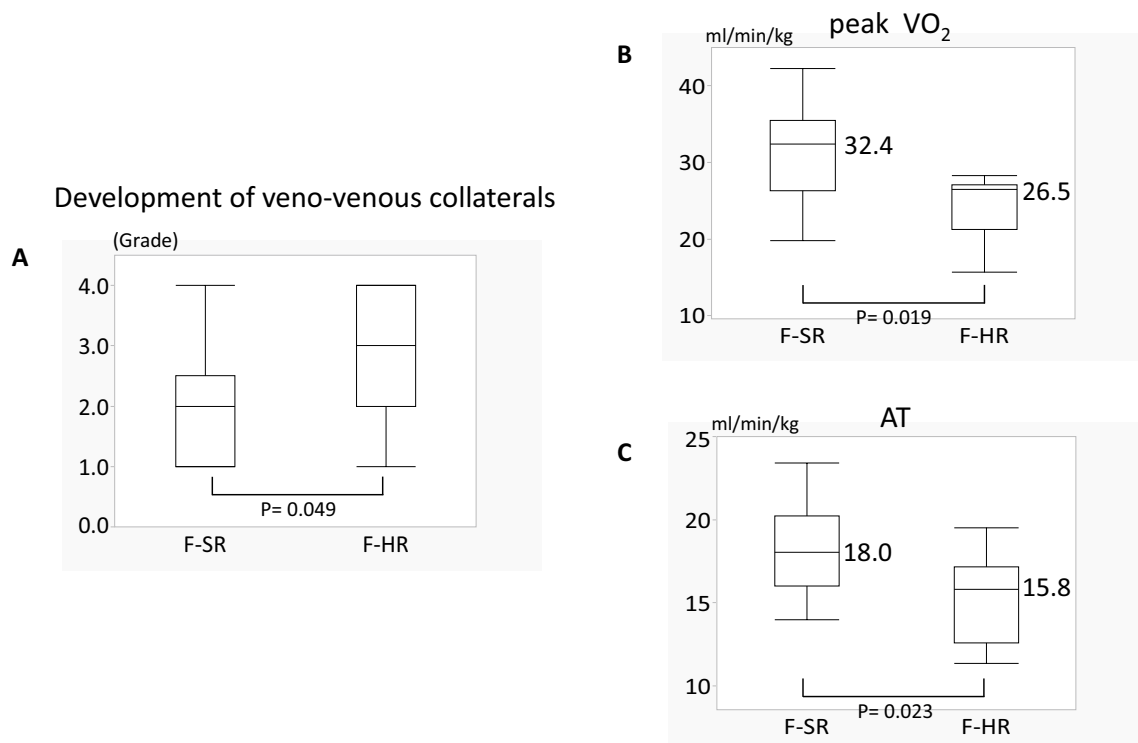 Development of veno-venous collaterals
A
(Grade)
4.0
3.0
2.0
1.0
0.0
P= 0.049
F-SR F-HR
peak VO₂
B
ml/min/kg
40
30
20
10
32.4
26.5
P= 0.019
F-SR F-HR
AT
C
ml/min/kg
25
20
15
10
18.0
15.8
P= 0.023
F-SR F-HR